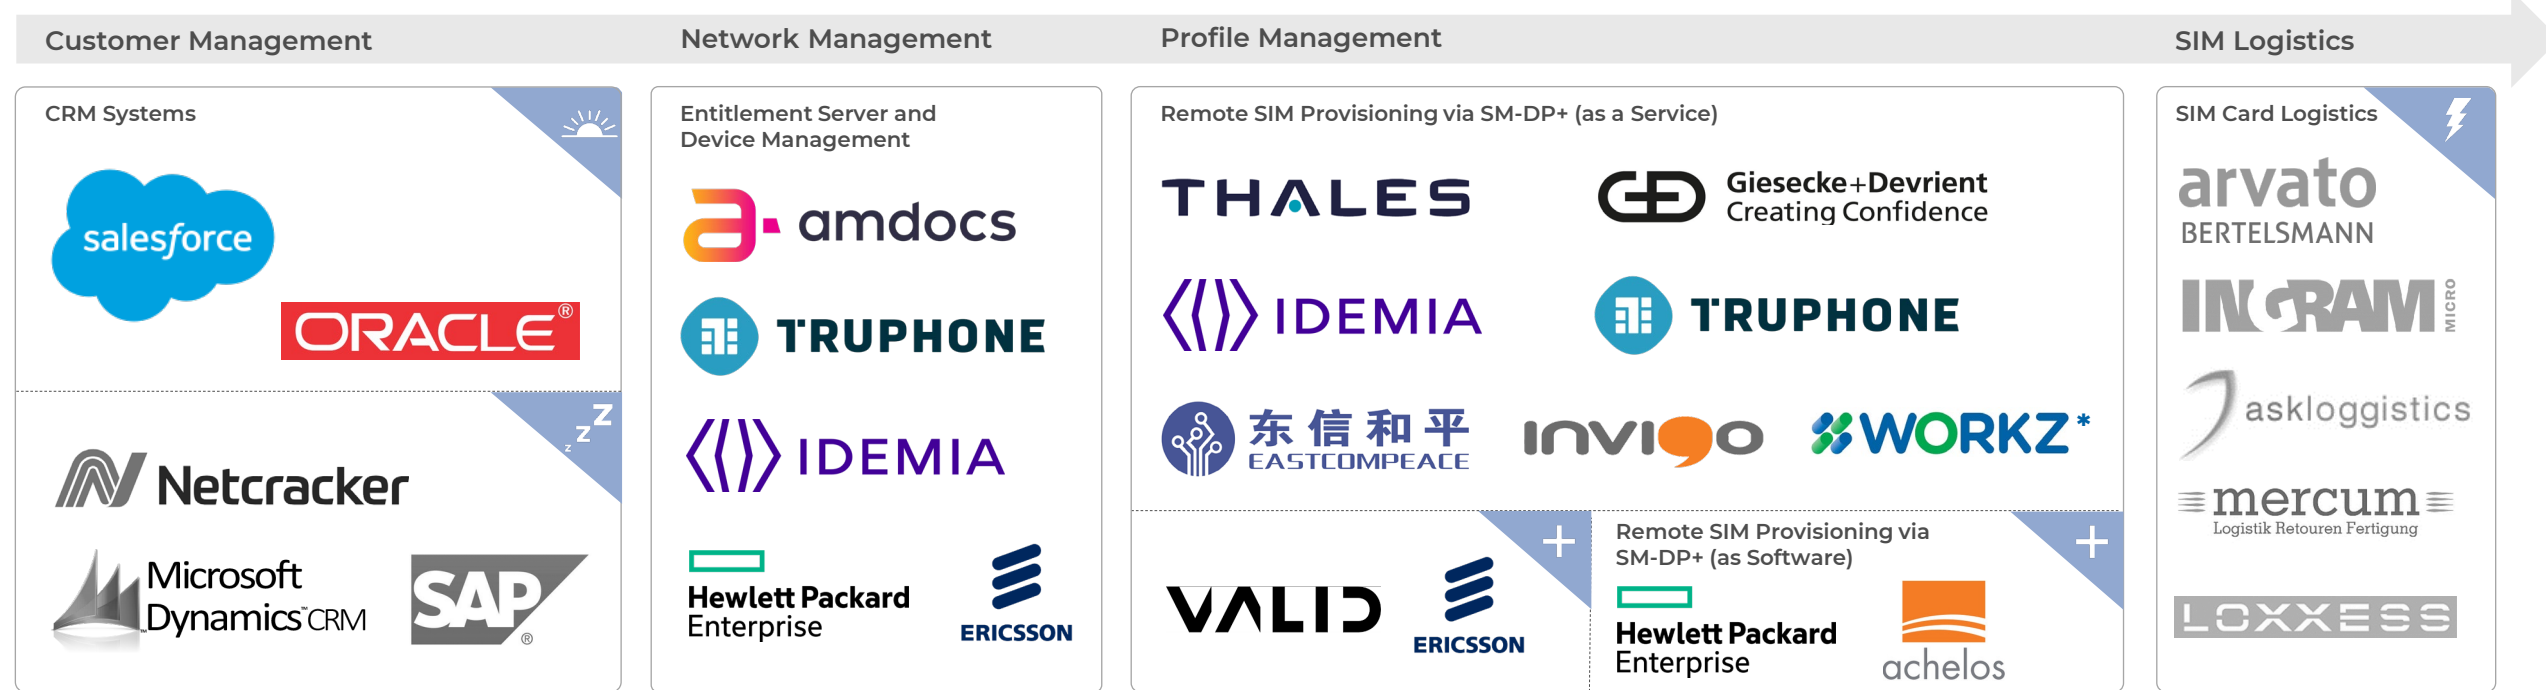 Customer Management
Network Management
Profile Management
SIM Logistics
CRM Systems
salesforce
ORACLE®
z z Z
Netcracker
Microsoft
Dynamics™ CRM
SAP®
Entitlement Server and
Device Management
amdocs
TRUPHONE
IDEMIA
Hewlett Packard
Enterprise
ERICSSON
Remote SIM Provisioning via SM-DP+ (as a Service)
THALES
Giesecke+Devrient
Creating Confidence
IDEMIA
TRUPHONE
东信和平
EASTCOMPEACE
invigo
WORKZ*
VALID
ERICSSON
Remote SIM Provisioning via
SM-DP+ (as Software)
Hewlett Packard
Enterprise
achelos
SIM Card Logistics
arvato
BERTELSMANN
INGRAM MICRO
askloggistics
mercum
Logistik Retouren Fertigung
LOXXESS